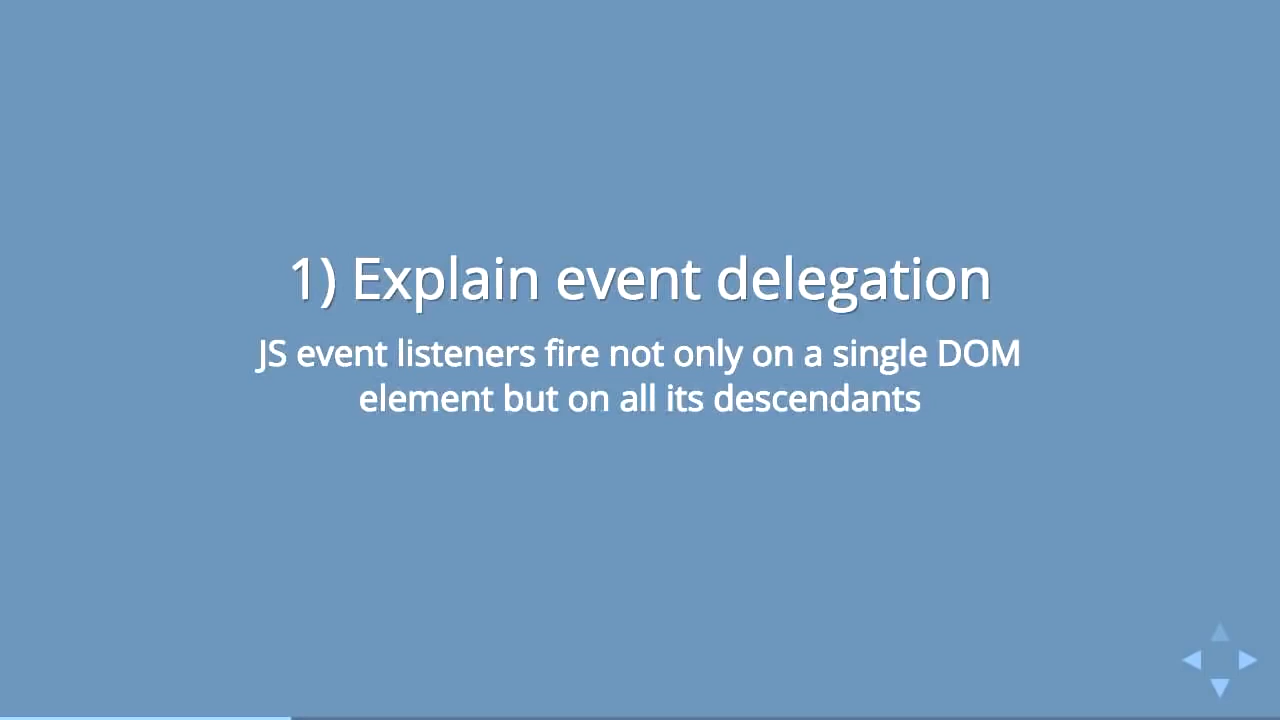 1) Explain event delegation
JS event listeners fire not only on a single DOM
element but on all its descendants